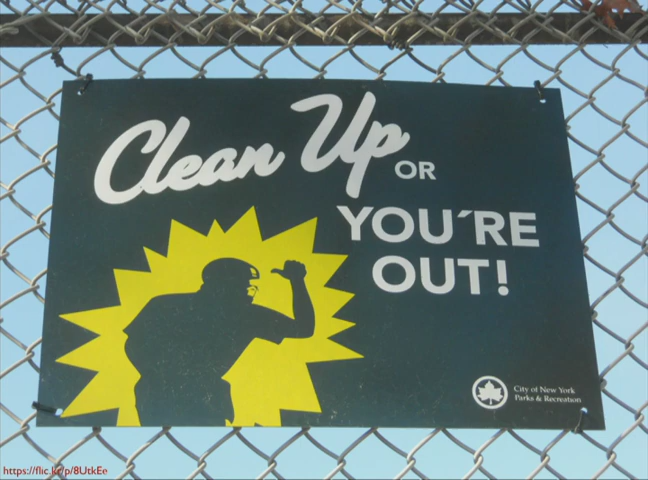 Clean Up OR
YOU'RE
OUT!
City of New York
Parks & Recreation
https://flic.kr/p/8UtkEe